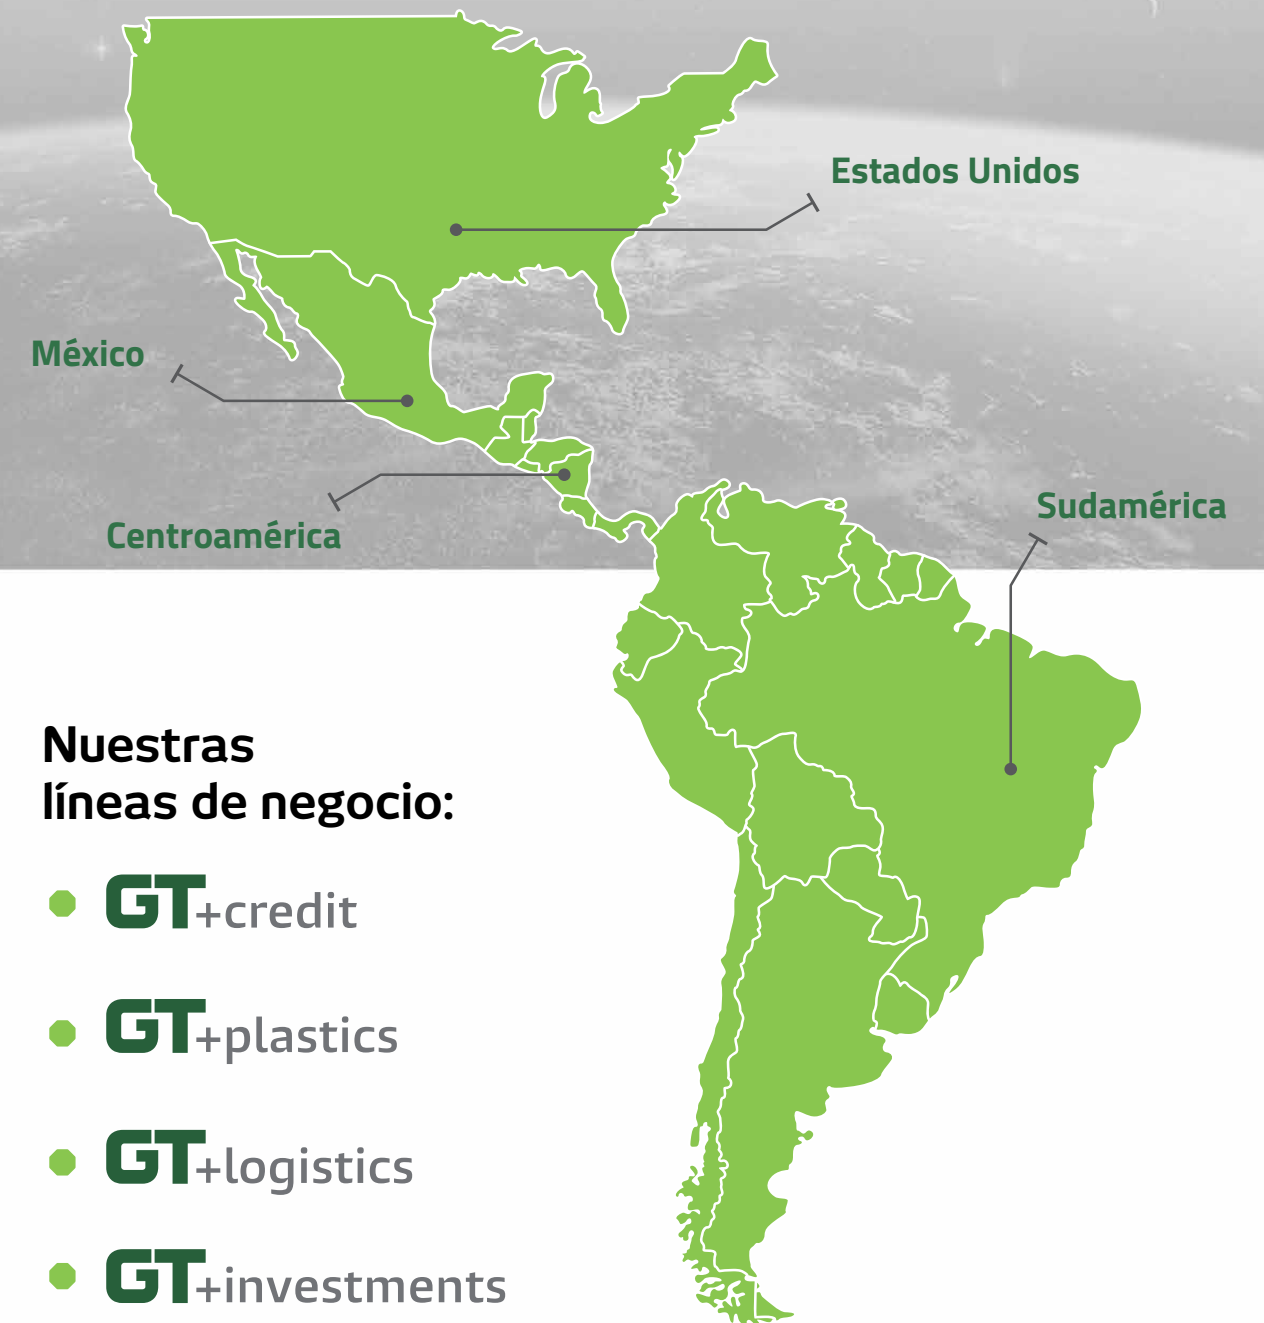 Estados Unidos
México
Centroamérica
Sudamérica
Nuestras
líneas de negocio:
GT+credit
GT+plastics
GT+logistics
GT+investments